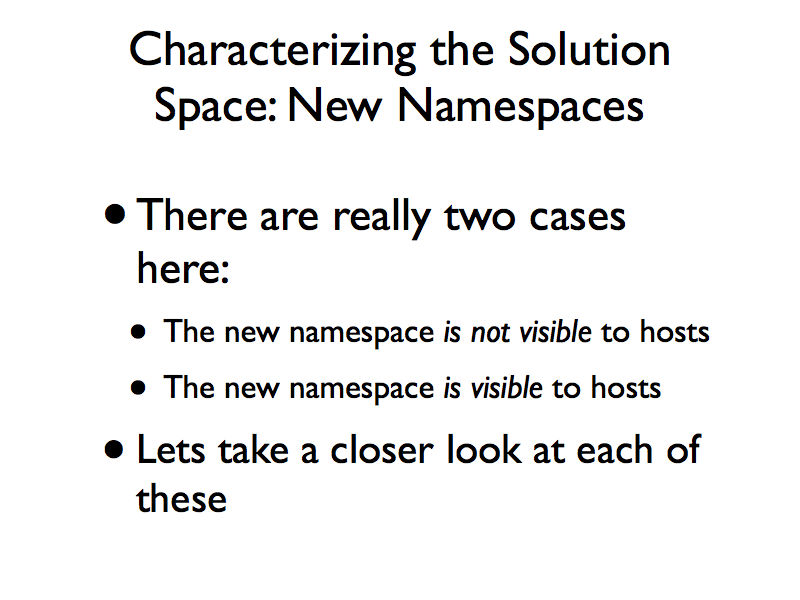 Characterizing the Solution
Space: New Namespaces
• There are really two cases
here:
• The new namespace is not visible to hosts
• The new namespace is visible to hosts
• Lets take a closer look at each of
these